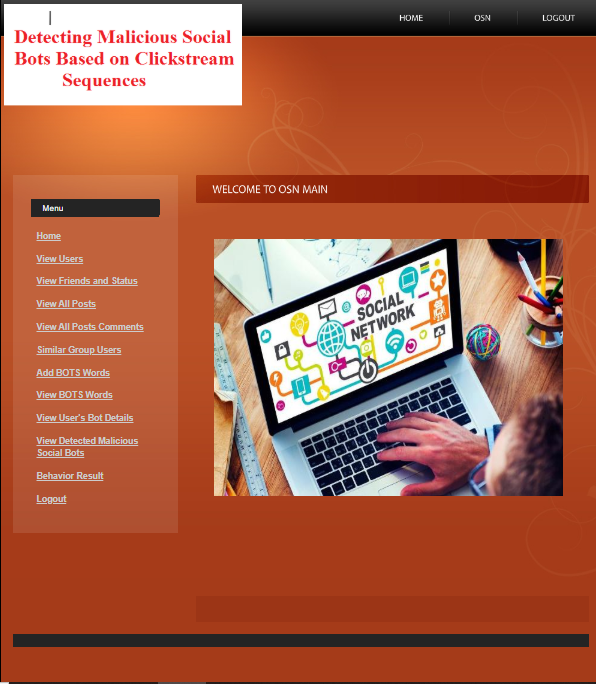 HOME OSN LOGOUT
Detecting Malicious Social
Bots Based on Clickstream
Sequences
WELCOME TO OSN MAIN
Menu
Home
View Users
View Friends and Status
View All Posts
View All Posts Comments
Similar Group Users
Add BOTS Words
View BOTS Words
View User's Bot Details
View Detected Malicious
Social Bots
Behavior Result
Logout
SOCIAL
NETWORK